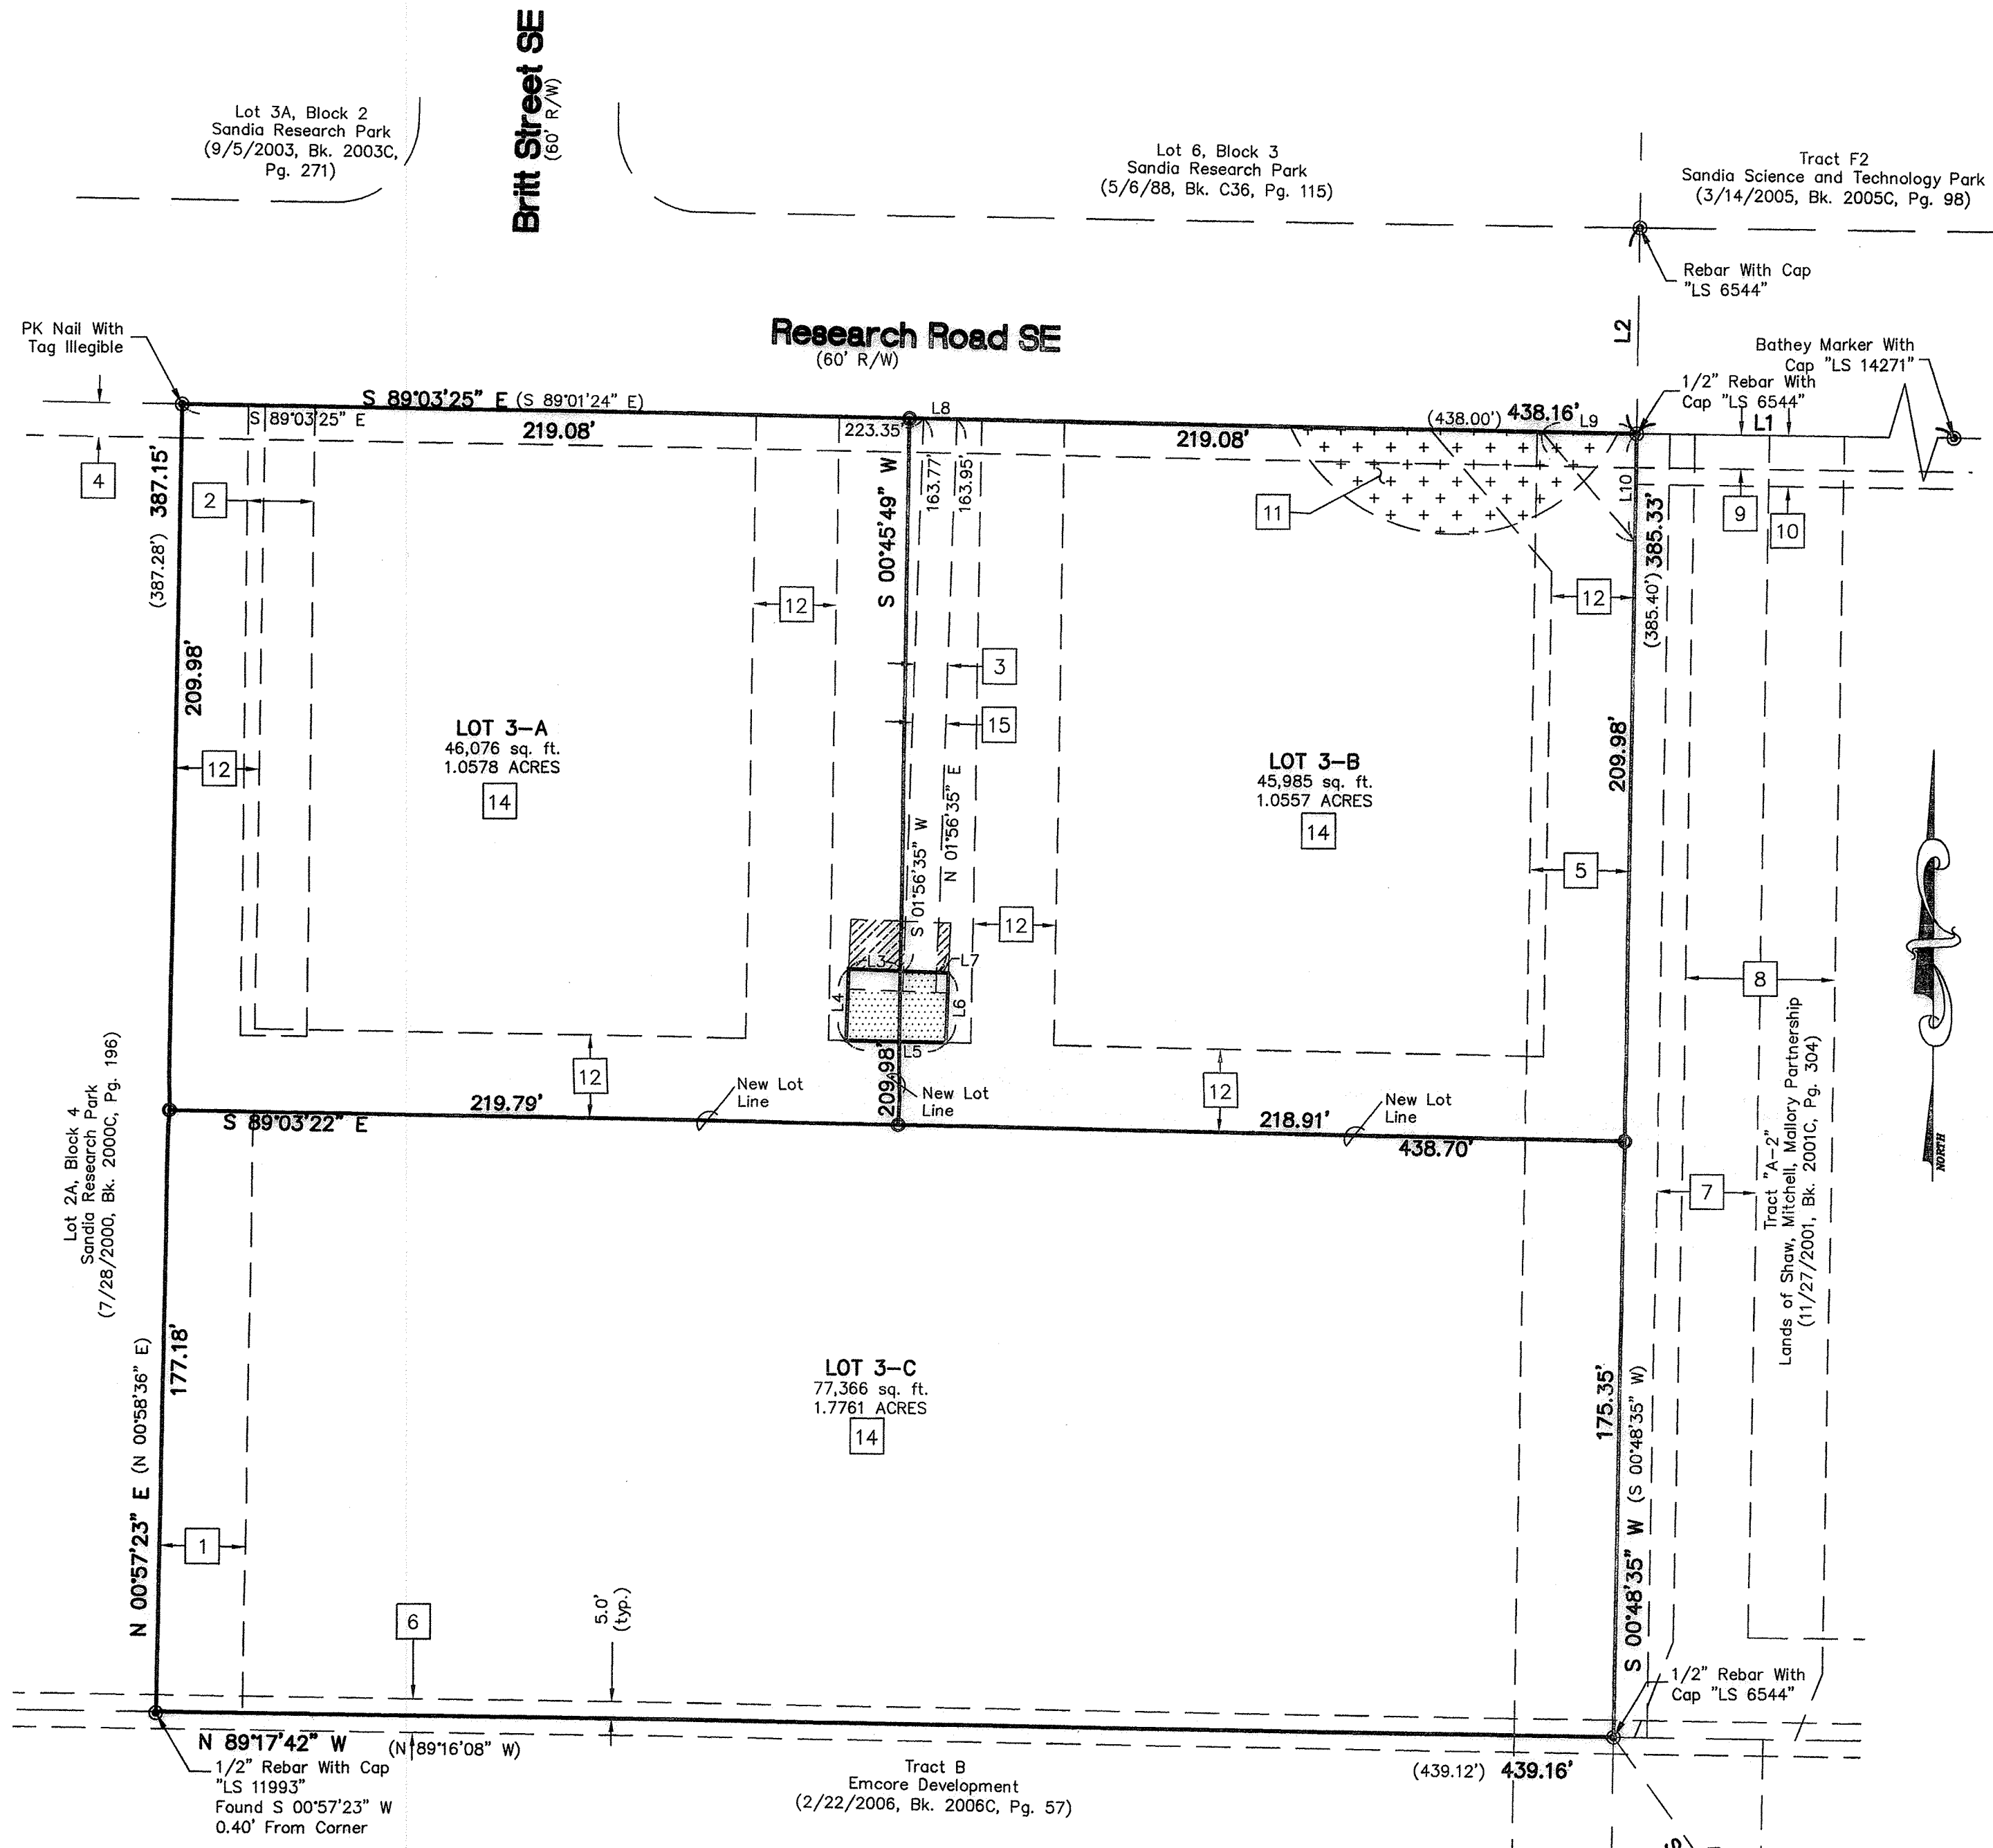 Britt Street SE
(60' R/W)
Lot 3A, Block 2
Sandia Research Park
(9/5/2003, Bk. 2003C,
Pg. 271)
Lot 6, Block 3
Sandia Research Park
(5/6/88, Bk. C36, Pg. 115)
Tract F2
Sandia Science and Technology Park
(3/14/2005, Bk. 2005C, Pg. 98)
Rebar With Cap
"LS 6544"
L2
PK Nail With
Tag Illegible
Research Road SE
(60' R/W)
Bathey Marker With
Cap "LS 14271"
1/2" Rebar With
Cap "LS 6544"
S 89°03'25" E (S 89°01'24" E)
L8
(438.00') 438.16'
L9
L1
S 89°03'25" E
219.08'
223.35'
219.08'
4
2
(387.28') 387.15'
S 00°45'49" W
163.77'
163.95'
11
L10
9
10
(385.40') 385.33'
12
12
3
15
209.98'
12
LOT 3-A
46,076 sq. ft.
1.0578 ACRES
14
LOT 3-B
45,985 sq. ft.
1.0557 ACRES
14
209.98'
S 01°56'35" W
N 01°56'35" E
5
12
L3
L7
L4
L6
L5
8
209.98'
12
New Lot
Line
New Lot
Line
12
New Lot
Line
S 89°03'22" E
219.79'
218.91'
438.70'
7
Lot 2A, Block 4
Sandia Research Park
(7/28/2000, Bk. 2000C, Pg. 196)
Tract "A-2"
Lands of Shaw, Mitchell, Mallory Partnership
(11/27/2001, Bk. 2001C, Pg. 304)
NORTH
177.18'
LOT 3-C
77,366 sq. ft.
1.7761 ACRES
14
175.35'
N 00°57'23" E (N 00°58'36" E)
S 00°48'35" W (S 00°48'35" W)
1
6
5.0'
(typ.)
1/2" Rebar With
Cap "LS 6544"
N 89°17'42" W
(N 89°16'08" W)
1/2" Rebar With Cap
"LS 11993"
Found S 00°57'23" W
0.40' From Corner
Tract B
Emcore Development
(2/22/2006, Bk. 2006C, Pg. 57)
(439.12') 439.16'